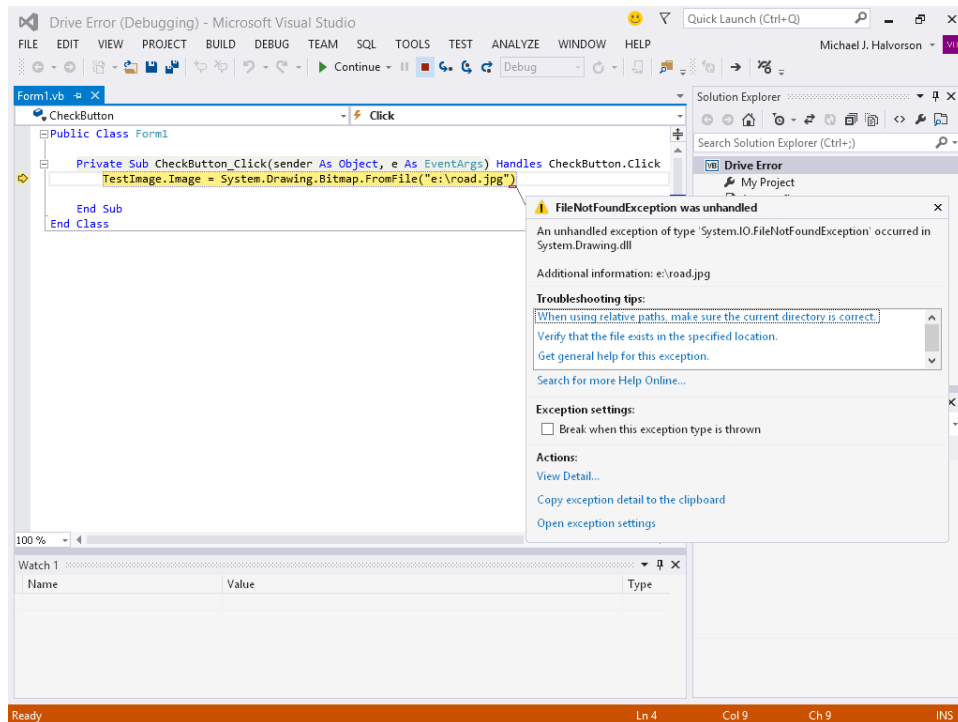 Drive Error (Debugging) - Microsoft Visual Studio
Quick Launch (Ctrl+Q)
FILE EDIT VIEW PROJECT BUILD DEBUG TEAM SQL TOOLS TEST ANALYZE WINDOW HELP
Michael J. Halvorson
Continue
Debug
Form1.vb
CheckButton
Click
Public Class Form1
Private Sub CheckButton_Click(sender As Object, e As EventArgs) Handles CheckButton.Click
TestImage.Image = System.Drawing.Bitmap.FromFile("e:\road.jpg")
End Sub
End Class
Solution Explorer
Search Solution Explorer (Ctrl+;)
VB Drive Error
My Project
FileNotFoundException was unhandled
An unhandled exception of type 'System.IO.FileNotFoundException' occurred in
System.Drawing.dll
Additional information: e:\road.jpg
Troubleshooting tips:
When using relative paths, make sure the current directory is correct.
Verify that the file exists in the specified location.
Get general help for this exception.
Search for more Help Online...
Exception settings:
Break when this exception type is thrown
Actions:
View Detail...
Copy exception detail to the clipboard
Open exception settings
100 %
Watch 1
Name Value Type
Ready Ln 4 Col 9 Ch 9 INS